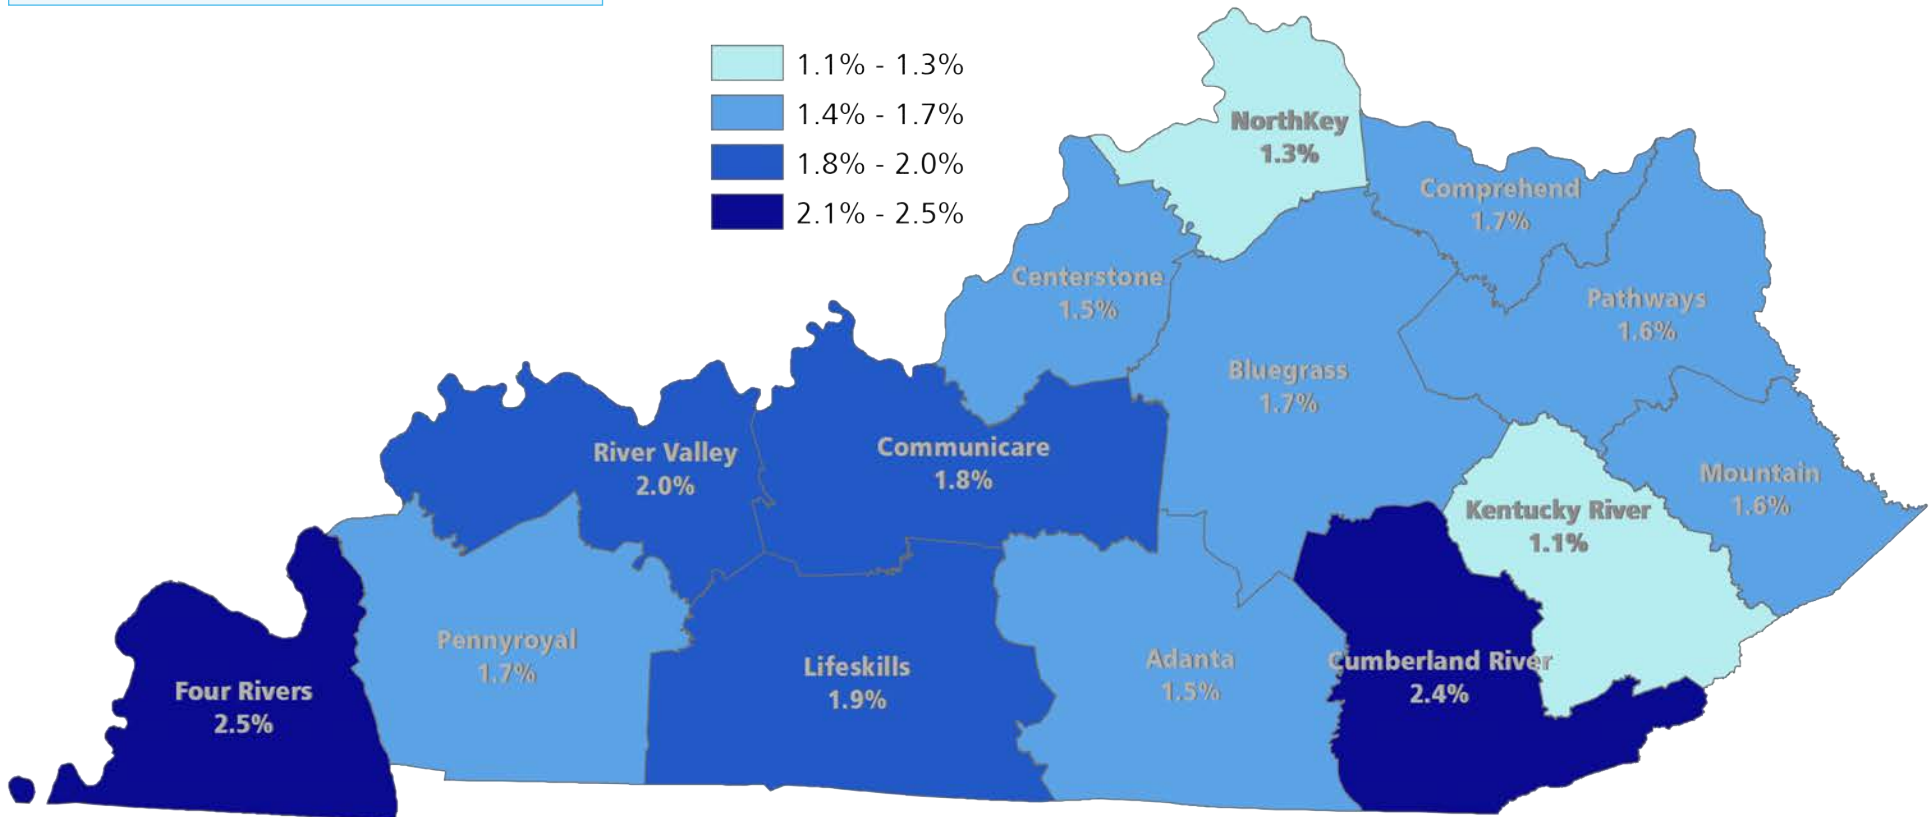 1.1% - 1.3%
1.4% - 1.7%
1.8% - 2.0%
2.1% - 2.5%
NorthKey
1.3%
Comprehend
1.7%
Centerstone
1.5%
Pathways
1.6%
Bluegrass
1.7%
River Valley
2.0%
Communicare
1.8%
Mountain
1.6%
Kentucky River
1.1%
Pennyroyal
1.7%
Four Rivers
2.5%
Lifeskills
1.9%
Adanta
1.5%
Cumberland River
2.4%